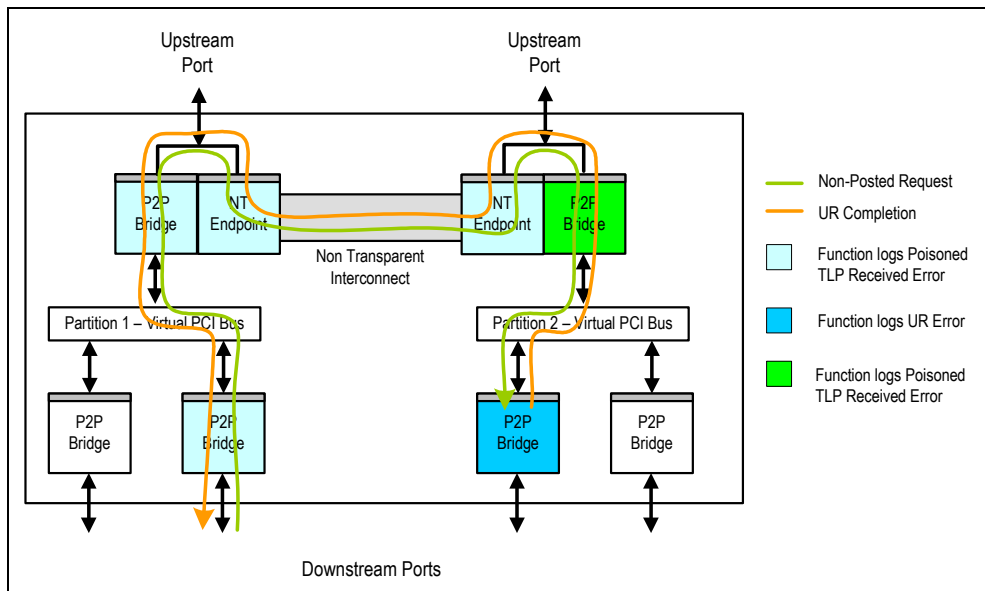 Upstream
Port
Upstream
Port
P2P
Bridge
NT
Endpoint
NT
Endpoint
P2P
Bridge
Non Transparent
Interconnect
Partition 1 – Virtual PCI Bus
Partition 2 – Virtual PCI Bus
P2P
Bridge
P2P
Bridge
P2P
Bridge
P2P
Bridge
Downstream Ports
Non-Posted Request
UR Completion
Function logs Poisoned
TLP Received Error
Function logs UR Error
Function logs Poisoned
TLP Received Error